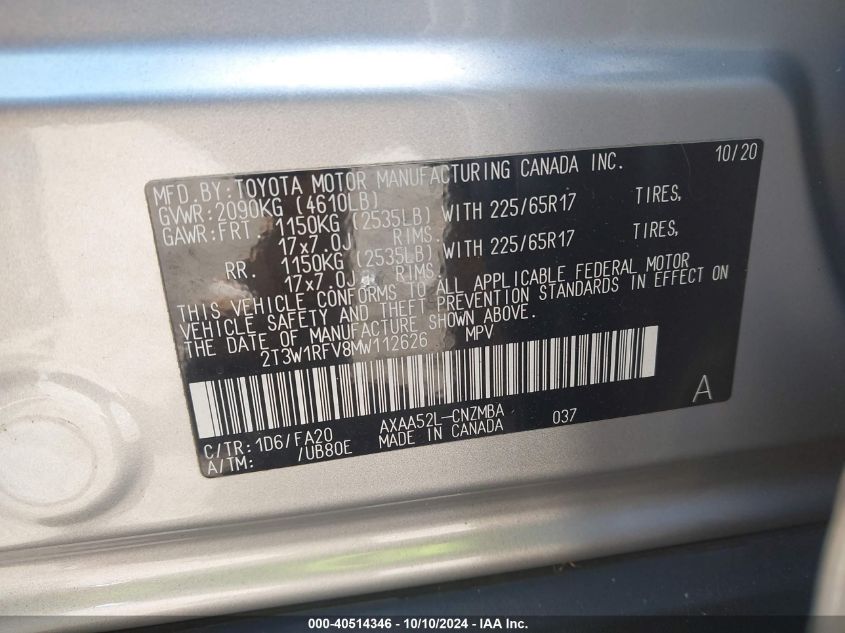 10/20
MFD. BY: TOYOTA MOTOR MANUFACTURING CANADA INC.
GVWR: 2090KG (4610LB)
GAWR: FRT 1150KG (2535LB) WITH 225/65R17 TIRES,
17x7.0J RIMS,
RR. 1150KG (2535LB) WITH 225/65R17 TIRES,
17x7.0J RIMS,
THIS VEHICLE CONFORMS TO ALL APPLICABLE FEDERAL MOTOR
VEHICLE SAFETY AND THEFT PREVENTION STANDARDS IN EFFECT ON
THE DATE OF MANUFACTURE SHOWN ABOVE.
2T3W1RFV8MW112626 MPV
A
C/TR: 1D6/FA20 AXAA52L-CNZMBA 037
A/TM: /UB80E MADE IN CANADA
000-40514346 - 10/10/2024 - IAA Inc.